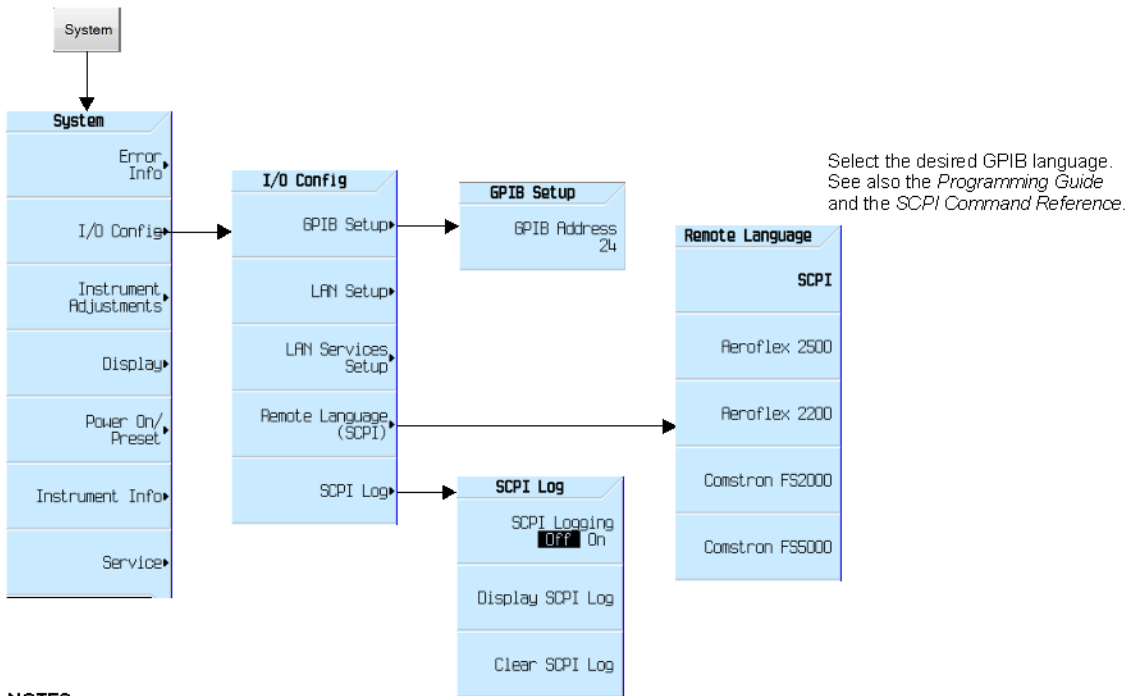 System
System
Error
Info
I/O Config
Instrument
Adjustments
Display
Power On/
Preset
Instrument Info
Service
I/O Config
GPIB Setup
LAN Setup
LAN Services
Setup
Remote Language
(SCPI)
SCPI Log
GPIB Setup
GPIB Address
24
SCPI Log
SCPI Logging
Off On
Display SCPI Log
Clear SCPI Log
Select the desired GPIB language.
See also the Programming Guide
and the SCPI Command Reference.
Remote Language
SCPI
Aeroflex 2500
Aeroflex 2200
Comstron FS2000
Comstron FS5000
NOTES